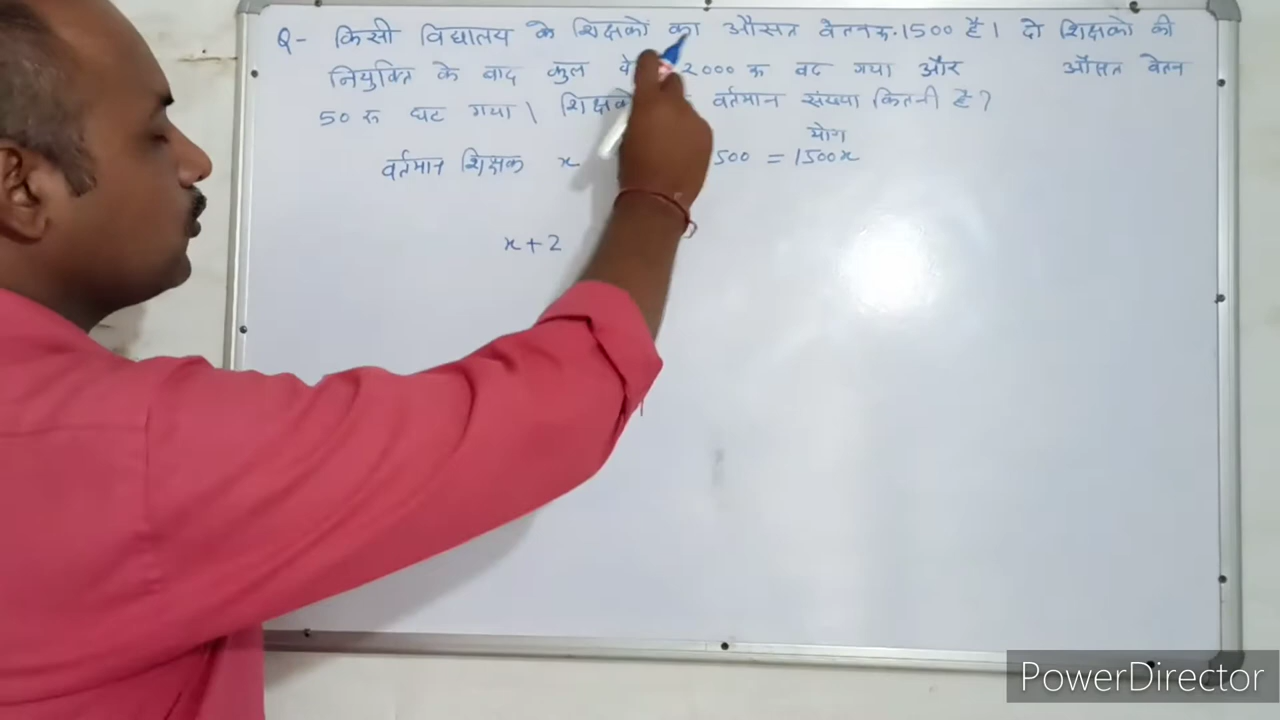 Q- किसी विद्यालय के शिक्षकों का औसत वेतन रु.1500 है। दो शिक्षको की
नियुक्ति के बाद कुल 2000 रु बढ गया और औसत वेतन
50 रु घट गया। वर्तमान संख्या कितनी है?
योग
वर्तमान शिक्षक x 500 = 1500x
x + 2
PowerDirector